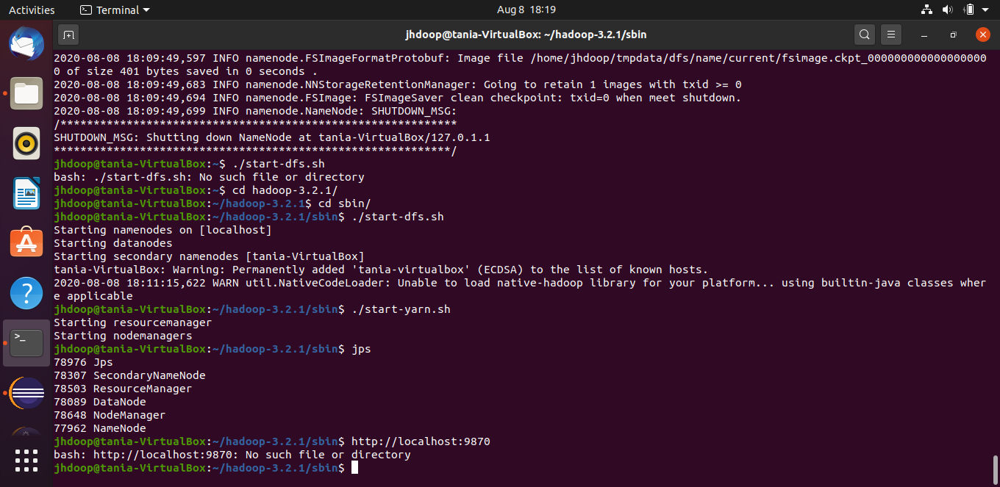 Activities
Terminal
Aug 8 18:19
jhdoop@tania-VirtualBox: ~/hadoop-3.2.1/sbin
2020-08-08 18:09:49,597 INFO namenode.FSImageFormatProtobuf: Image file /home/jhdoop/tmpdata/dfs/name/current/fsimage.ckpt_000000000000000000
0 of size 401 bytes saved in 0 seconds .
2020-08-08 18:09:49,683 INFO namenode.NNStorageRetentionManager: Going to retain 1 images with txid >= 0
2020-08-08 18:09:49,694 INFO namenode.FSImage: FSImageSaver clean checkpoint: txid=0 when meet shutdown.
2020-08-08 18:09:49,699 INFO namenode.NameNode: SHUTDOWN_MSG:
/************************************************************
SHUTDOWN_MSG: Shutting down NameNode at tania-VirtualBox/127.0.1.1
************************************************************/
jhdoop@tania-VirtualBox:~$ ./start-dfs.sh
bash: ./start-dfs.sh: No such file or directory
jhdoop@tania-VirtualBox:~$ cd hadoop-3.2.1/
jhdoop@tania-VirtualBox:~/hadoop-3.2.1$ cd sbin/
jhdoop@tania-VirtualBox:~/hadoop-3.2.1/sbin$ ./start-dfs.sh
Starting namenodes on [localhost]
Starting datanodes
Starting secondary namenodes [tania-VirtualBox]
tania-VirtualBox: Warning: Permanently added 'tania-virtualbox' (ECDSA) to the list of known hosts.
2020-08-08 18:11:15,622 WARN util.NativeCodeLoader: Unable to load native-hadoop library for your platform... using builtin-java classes wher
e applicable
jhdoop@tania-VirtualBox:~/hadoop-3.2.1/sbin$ ./start-yarn.sh
Starting resourcemanager
Starting nodemanagers
jhdoop@tania-VirtualBox:~/hadoop-3.2.1/sbin$ jps
78976 Jps
78307 SecondaryNameNode
78503 ResourceManager
78089 DataNode
78648 NodeManager
77962 NameNode
jhdoop@tania-VirtualBox:~/hadoop-3.2.1/sbin$ http://localhost:9870
bash: http://localhost:9870: No such file or directory
jhdoop@tania-VirtualBox:~/hadoop-3.2.1/sbin$